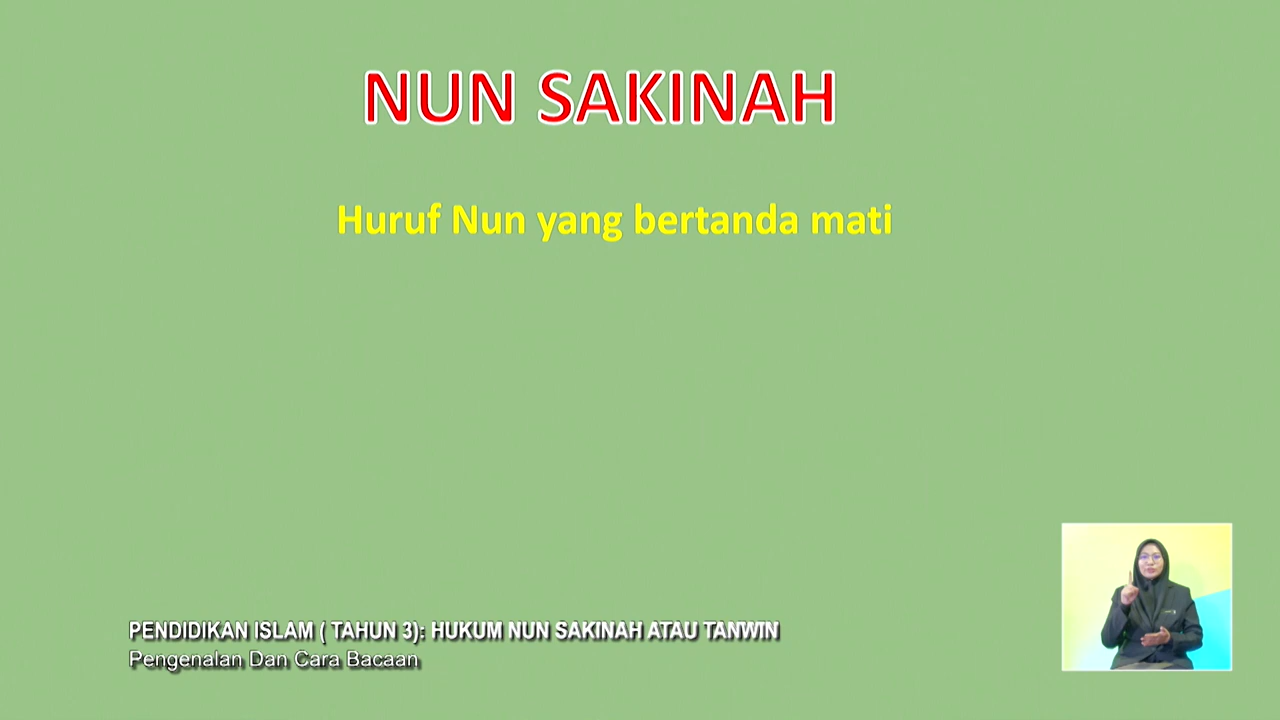 NUN SAKINAH
Huruf Nun yang bertanda mati
PENDIDIKAN ISLAM ( TAHUN 3): HUKUM NUN SAKINAH ATAU TANWIN
Pengenalan Dan Cara Bacaan